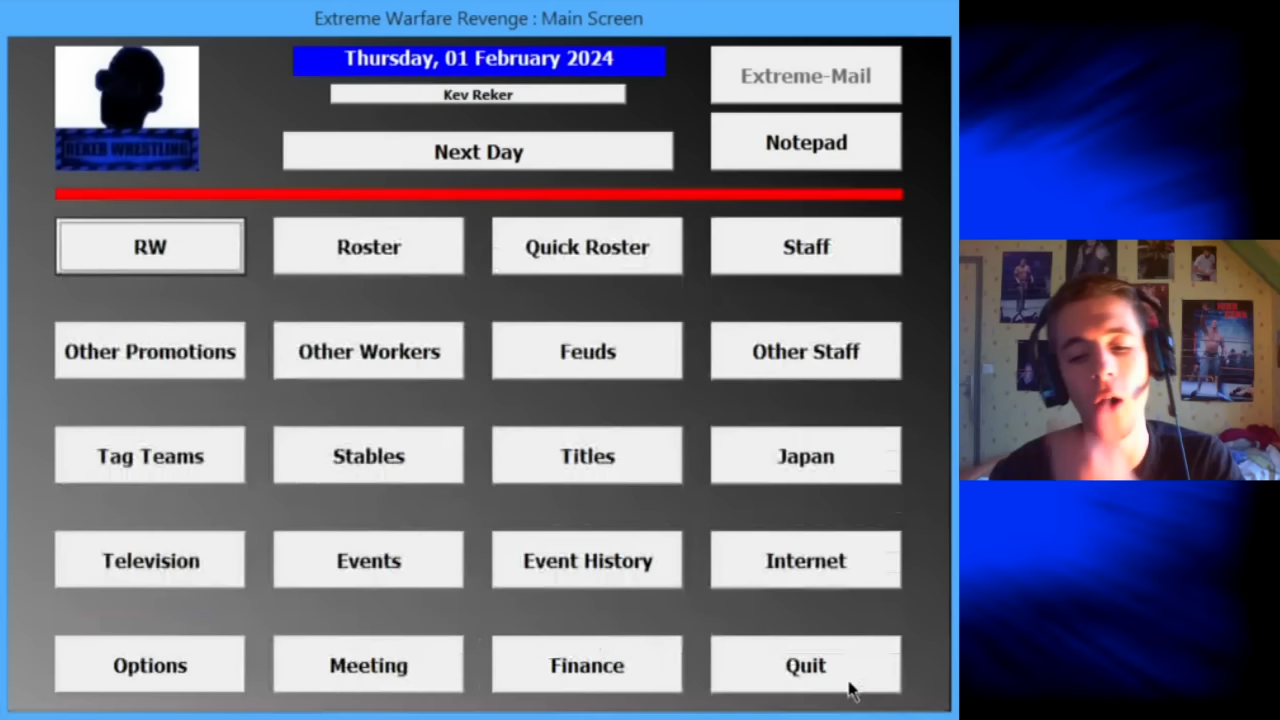 Extreme Warfare Revenge : Main Screen
Thursday, 01 February 2024
Kev Reker
Extreme-Mail
Next Day
Notepad
REKER WRESTLING
RW
Roster
Quick Roster
Staff
Other Promotions
Other Workers
Feuds
Other Staff
Tag Teams
Stables
Titles
Japan
Television
Events
Event History
Internet
Options
Meeting
Finance
Quit